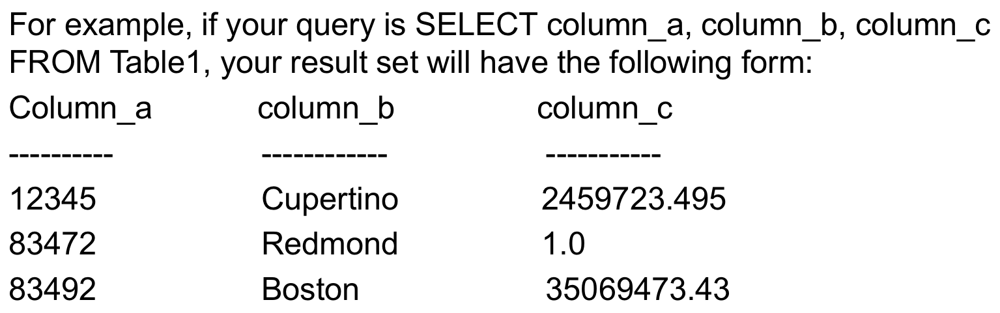 For example, if your query is SELECT column_a, column_b, column_c
FROM Table1, your result set will have the following form:
Column_a column_b column_c
---------- ------------ -----------
12345 Cupertino 2459723.495
83472 Redmond 1.0
83492 Boston 35069473.43